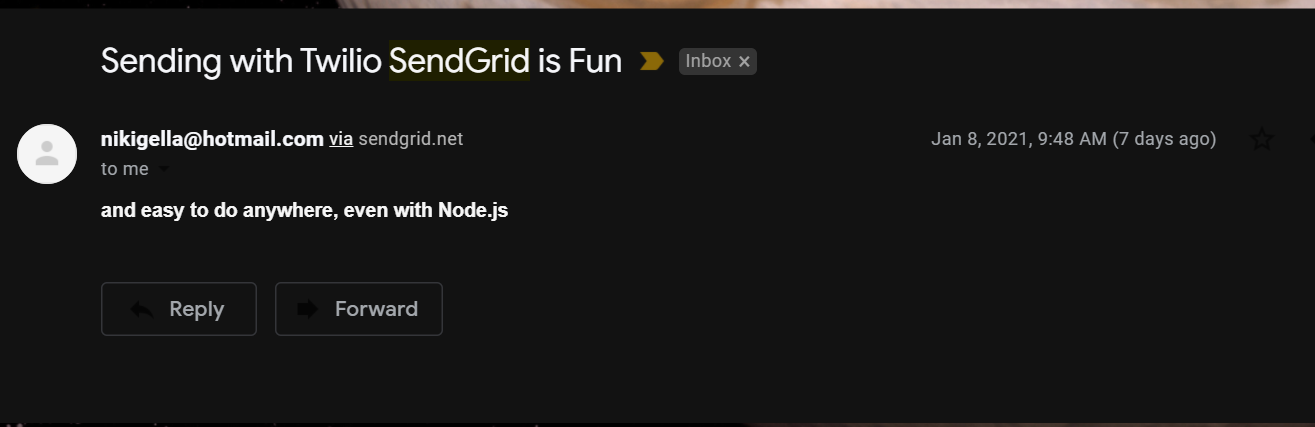 Sending with Twilio SendGrid is Fun Inbox ×
nikigella@hotmail.com via sendgrid.net Jan 8, 2021, 9:48 AM (7 days ago)
to me
and easy to do anywhere, even with Node.js
Reply Forward